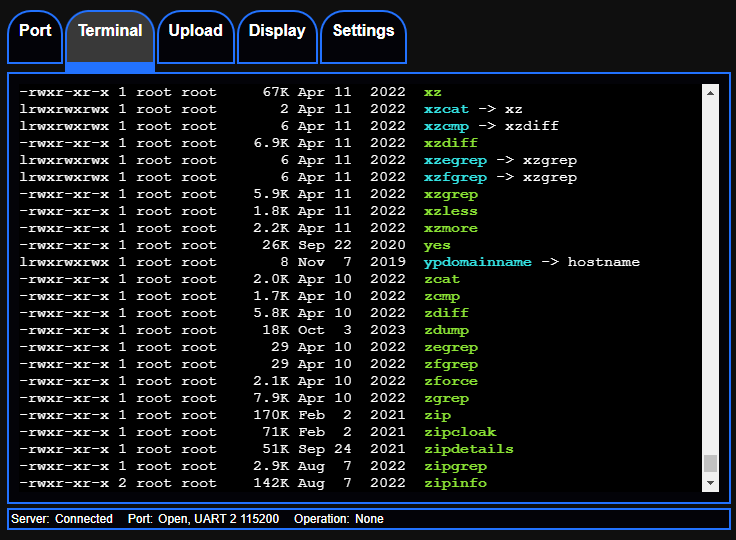 Port Terminal Upload Display Settings
-rwxr-xr-x 1 root root     67K Apr 11  2022  xz
lrwxrwxrwx 1 root root       2 Apr 11  2022  xzcat -> xz
lrwxrwxrwx 1 root root       6 Apr 11  2022  xzcmp -> xzdiff
-rwxr-xr-x 1 root root    6.9K Apr 11  2022  xzdiff
lrwxrwxrwx 1 root root       6 Apr 11  2022  xzegrep -> xzgrep
lrwxrwxrwx 1 root root       6 Apr 11  2022  xzfgrep -> xzgrep
-rwxr-xr-x 1 root root    5.9K Apr 11  2022  xzgrep
-rwxr-xr-x 1 root root    1.8K Apr 11  2022  xzless
-rwxr-xr-x 1 root root    2.2K Apr 11  2022  xzmore
-rwxr-xr-x 1 root root     26K Sep 22  2020  yes
lrwxrwxrwx 1 root root       8 Nov  7  2019  ypdomainname -> hostname
-rwxr-xr-x 1 root root    2.0K Apr 10  2022  zcat
-rwxr-xr-x 1 root root    1.7K Apr 10  2022  zcmp
-rwxr-xr-x 1 root root    5.8K Apr 10  2022  zdiff
-rwxr-xr-x 1 root root     18K Oct  3  2023  zdump
-rwxr-xr-x 1 root root      29 Apr 10  2022  zegrep
-rwxr-xr-x 1 root root      29 Apr 10  2022  zfgrep
-rwxr-xr-x 1 root root    2.1K Apr 10  2022  zforce
-rwxr-xr-x 1 root root    7.9K Apr 10  2022  zgrep
-rwxr-xr-x 1 root root    170K Feb  2  2021  zip
-rwxr-xr-x 1 root root     71K Feb  2  2021  zipcloak
-rwxr-xr-x 1 root root     51K Sep 24  2021  zipdetails
-rwxr-xr-x 1 root root    2.9K Aug  7  2022  zipgrep
-rwxr-xr-x 2 root root    142K Aug  7  2022  zipinfo
Server: Connected Port: Open, UART 2 115200 Operation: None